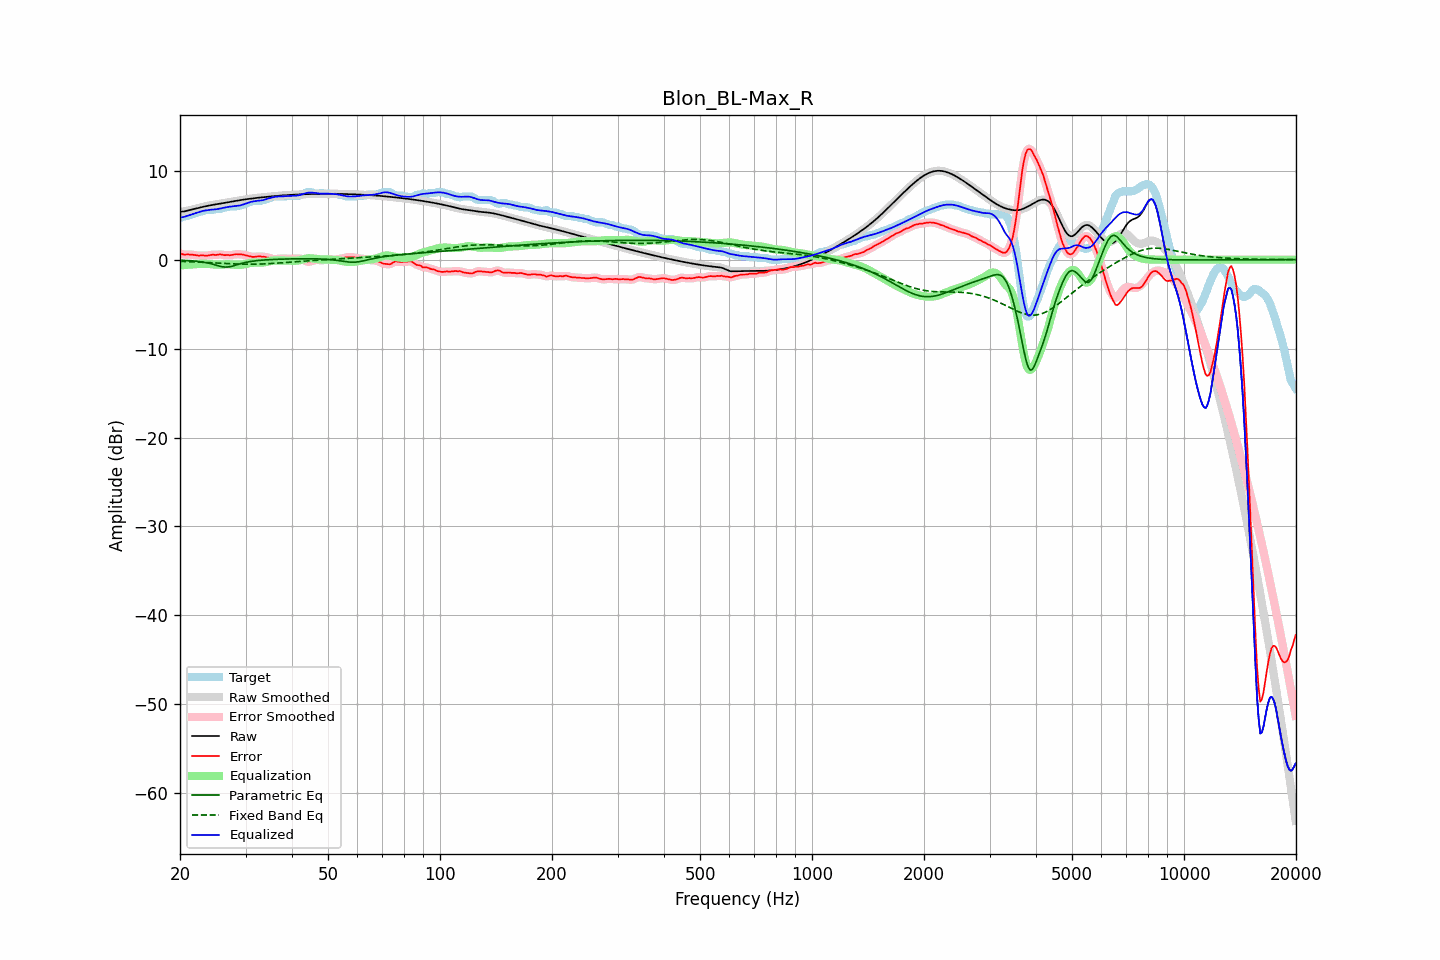 Blon_BL-Max_R
Amplitude (dBr)
10
0
−10
−20
−30
−40
−50
−60
Target
Raw Smoothed
Error Smoothed
Raw
Error
Equalization
Parametric Eq
Fixed Band Eq
Equalized
20 50 100 200 500 1000 2000 5000 10000 20000
Frequency (Hz)